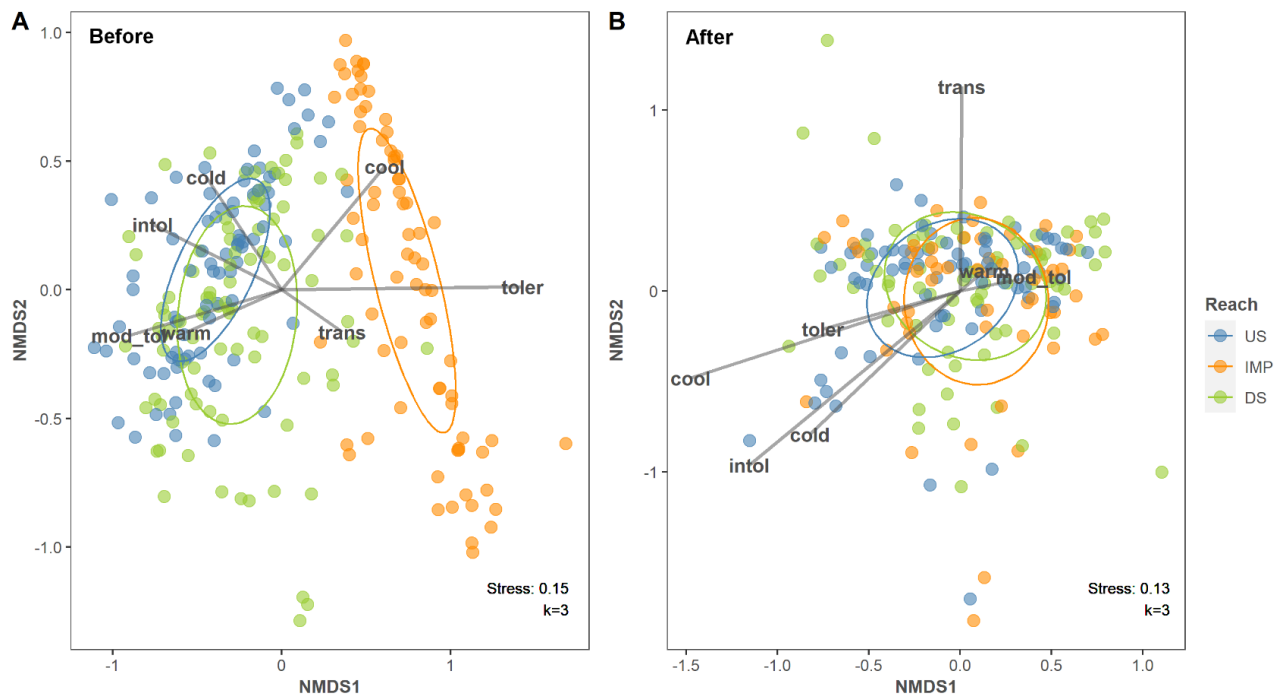 A
Before
1.0
0.5
0.0
-0.5
-1.0
NMDS2
cold
cool
intol
toler
mod_tol
warm
trans
Stress: 0.15
k=3
-1
0
1
NMDS1
B
After
1
0
-1
NMDS2
trans
warm
mod_tol
toler
cool
cold
intol
Stress: 0.13
k=3
-1.5
-1.0
-0.5
0.0
0.5
1.0
NMDS1
Reach
US
IMP
DS